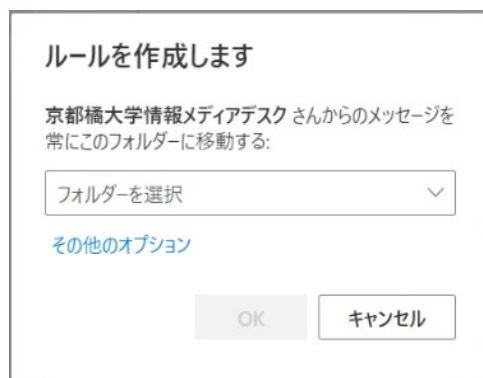 ルールを作成します
京都橘大学情報メディアデスク さんからのメッセージを
常にこのフォルダーに移動する:
フォルダーを選択
その他のオプション
OK キャンセル